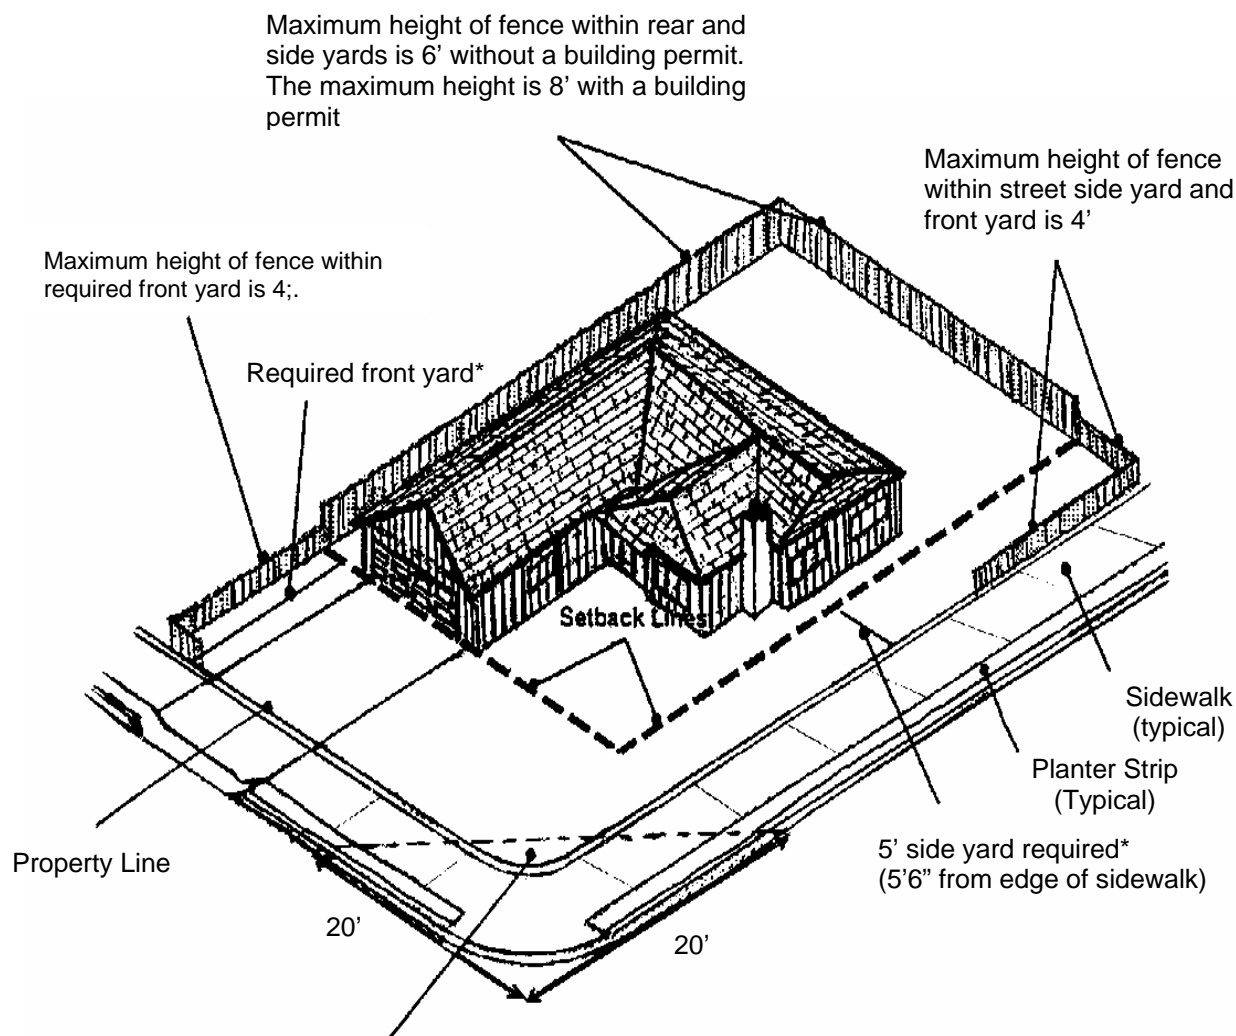 Maximum height of fence within rear and
side yards is 6’ without a building permit.
The maximum height is 8’ with a building
permit
Maximum height of fence
within street side yard and
front yard is 4’
Maximum height of fence within
required front yard is 4;.
Required front yard*
Setback Lines
Sidewalk
(typical)
Planter Strip
(Typical)
5’ side yard required*
(5’6” from edge of sidewalk)
Property Line
20’
20’